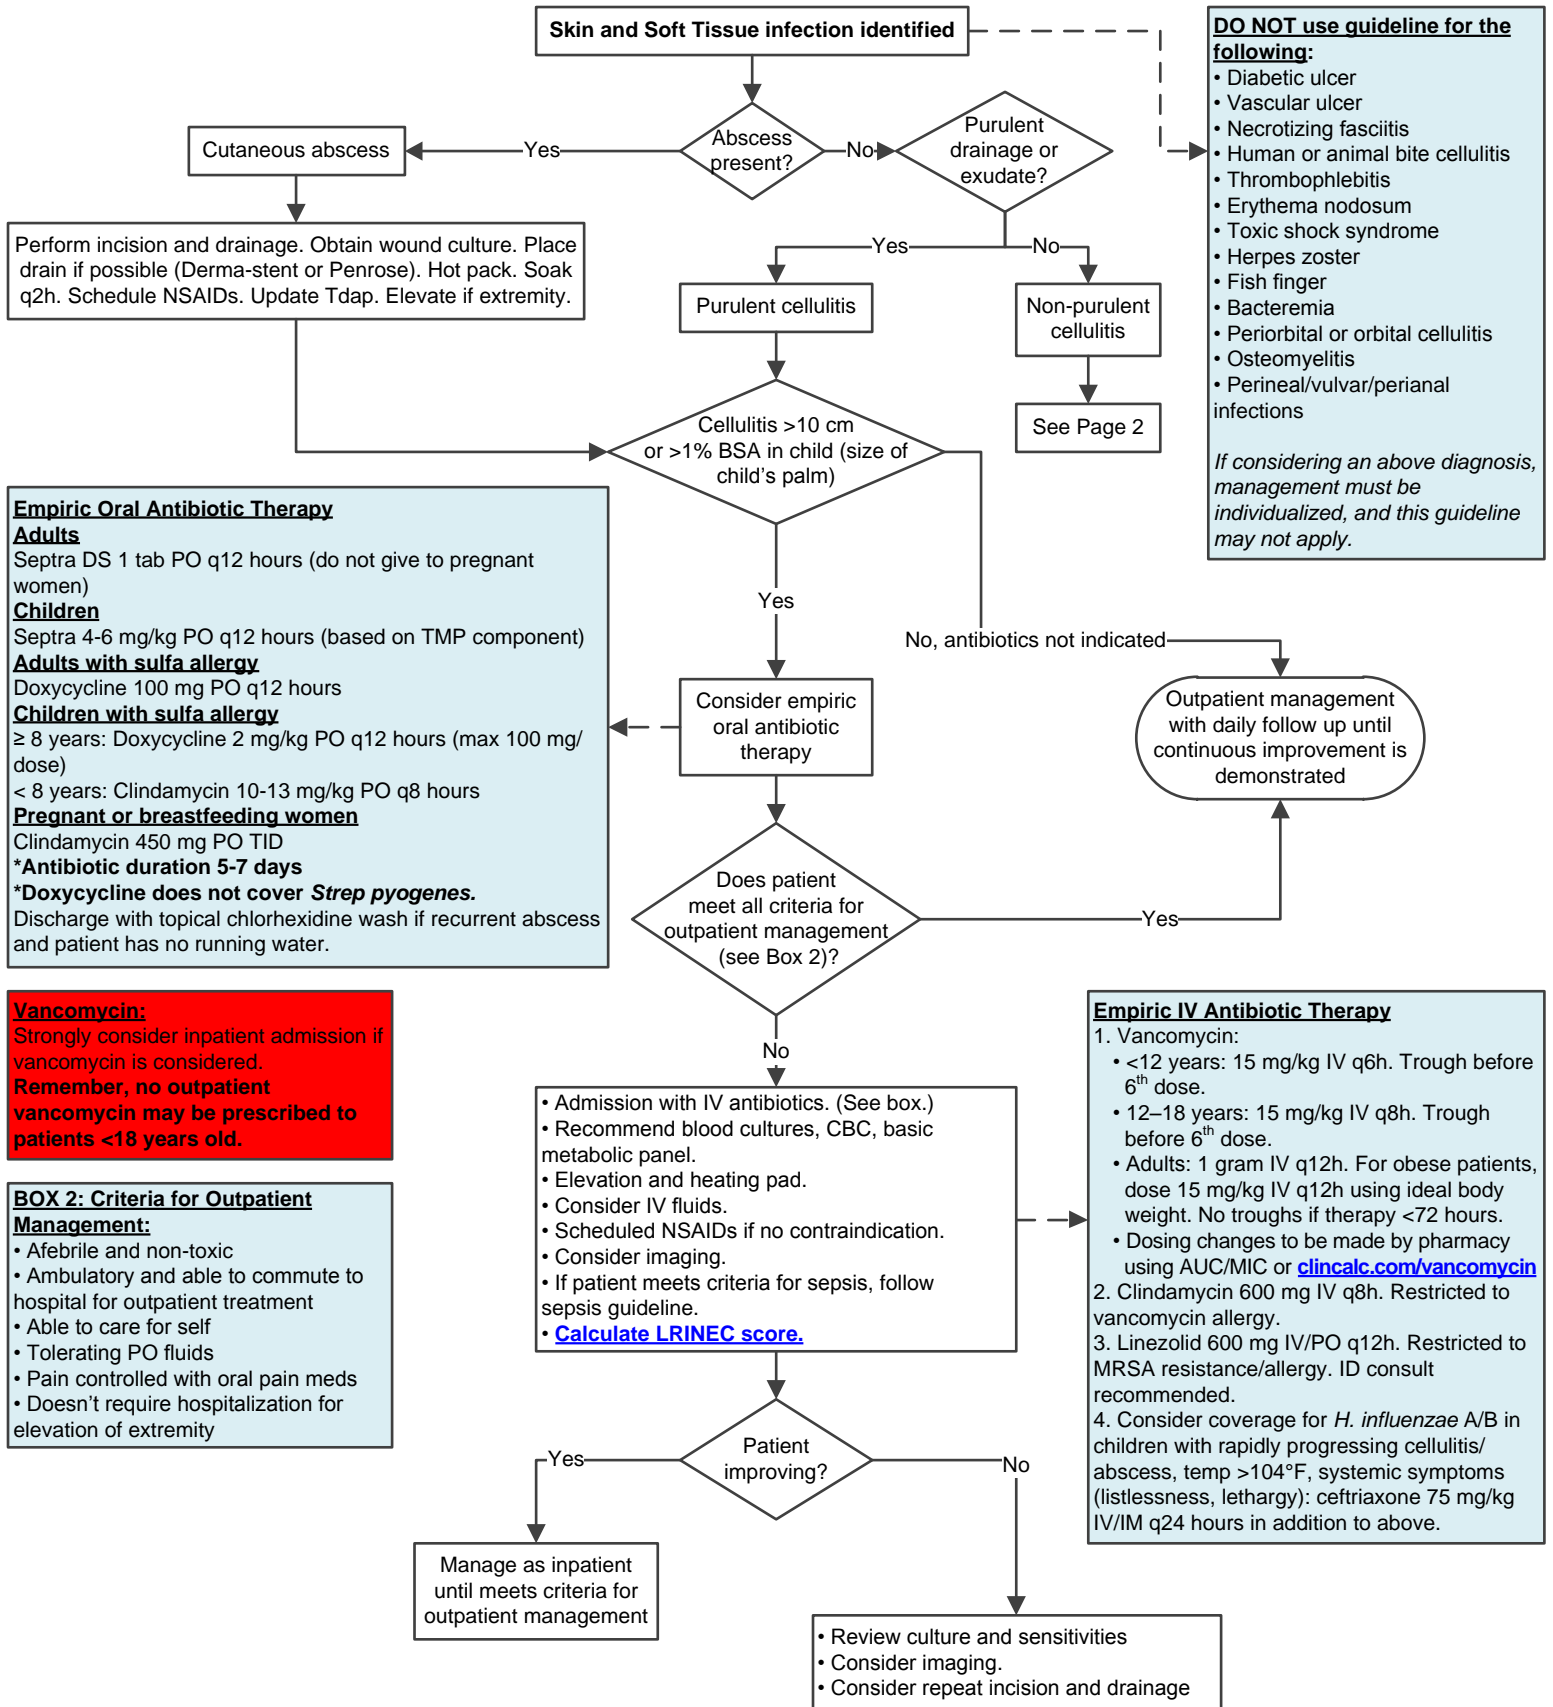 Skin and Soft Tissue infection identified
DO NOT use guideline for the
following:
• Diabetic ulcer
• Vascular ulcer
• Necrotizing fasciitis
• Human or animal bite cellulitis
• Thrombophlebitis
• Erythema nodosum
• Toxic shock syndrome
• Herpes zoster
• Fish finger
• Bacteremia
• Periorbital or orbital cellulitis
• Osteomyelitis
• Perineal/vulvar/perianal
infections
If considering an above diagnosis,
management must be
individualized, and this guideline
may not apply.
Abscess
present?
Yes
No
Cutaneous abscess
Purulent
drainage or
exudate?
Perform incision and drainage. Obtain wound culture. Place
drain if possible (Derma-stent or Penrose). Hot pack. Soak
q2h. Schedule NSAIDs. Update Tdap. Elevate if extremity.
Yes
No
Purulent cellulitis
Non-purulent
cellulitis
See Page 2
Cellulitis >10 cm
or >1% BSA in child (size of
child's palm)
Yes
No, antibiotics not indicated
Empiric Oral Antibiotic Therapy
Adults
Septra DS 1 tab PO q12 hours (do not give to pregnant
women)
Children
Septra 4-6 mg/kg PO q12 hours (based on TMP component)
Adults with sulfa allergy
Doxycycline 100 mg PO q12 hours
Children with sulfa allergy
≥ 8 years: Doxycycline 2 mg/kg PO q12 hours (max 100 mg/
dose)
< 8 years: Clindamycin 10-13 mg/kg PO q8 hours
Pregnant or breastfeeding women
Clindamycin 450 mg PO TID
*Antibiotic duration 5-7 days
*Doxycycline does not cover Strep pyogenes.
Discharge with topical chlorhexidine wash if recurrent abscess
and patient has no running water.
Consider empiric
oral antibiotic
therapy
Outpatient management
with daily follow up until
continuous improvement is
demonstrated
Does patient
meet all criteria for
outpatient management
(see Box 2)?
Yes
No
Vancomycin:
Strongly consider inpatient admission if
vancomycin is considered.
Remember, no outpatient
vancomycin may be prescribed to
patients <18 years old.
BOX 2: Criteria for Outpatient
Management:
• Afebrile and non-toxic
• Ambulatory and able to commute to
hospital for outpatient treatment
• Able to care for self
• Tolerating PO fluids
• Pain controlled with oral pain meds
• Doesn't require hospitalization for
elevation of extremity
• Admission with IV antibiotics. (See box.)
• Recommend blood cultures, CBC, basic
metabolic panel.
• Elevation and heating pad.
• Consider IV fluids.
• Scheduled NSAIDs if no contraindication.
• Consider imaging.
• If patient meets criteria for sepsis, follow
sepsis guideline.
• Calculate LRINEC score.
Empiric IV Antibiotic Therapy
1. Vancomycin:
• <12 years: 15 mg/kg IV q6h. Trough before
6th dose.
• 12–18 years: 15 mg/kg IV q8h. Trough
before 6th dose.
• Adults: 1 gram IV q12h. For obese patients,
dose 15 mg/kg IV q12h using ideal body
weight. No troughs if therapy <72 hours.
• Dosing changes to be made by pharmacy
using AUC/MIC or clincalc.com/vancomycin
2. Clindamycin 600 mg IV q8h. Restricted to
vancomycin allergy.
3. Linezolid 600 mg IV/PO q12h. Restricted to
MRSA resistance/allergy. ID consult
recommended.
4. Consider coverage for H. influenzae A/B in
children with rapidly progressing cellulitis/
abscess, temp >104°F, systemic symptoms
(listlessness, lethargy): ceftriaxone 75 mg/kg
IV/IM q24 hours in addition to above.
Patient
improving?
Yes
No
Manage as inpatient
until meets criteria for
outpatient management
• Review culture and sensitivities
• Consider imaging.
• Consider repeat incision and drainage